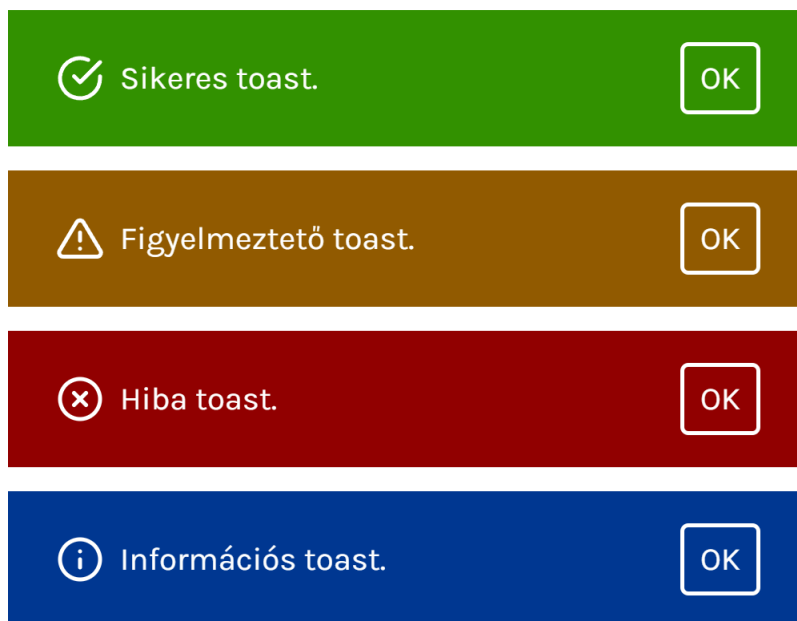 Sikeres toast. OK
Figyelmeztető toast. OK
Hiba toast. OK
Információs toast. OK